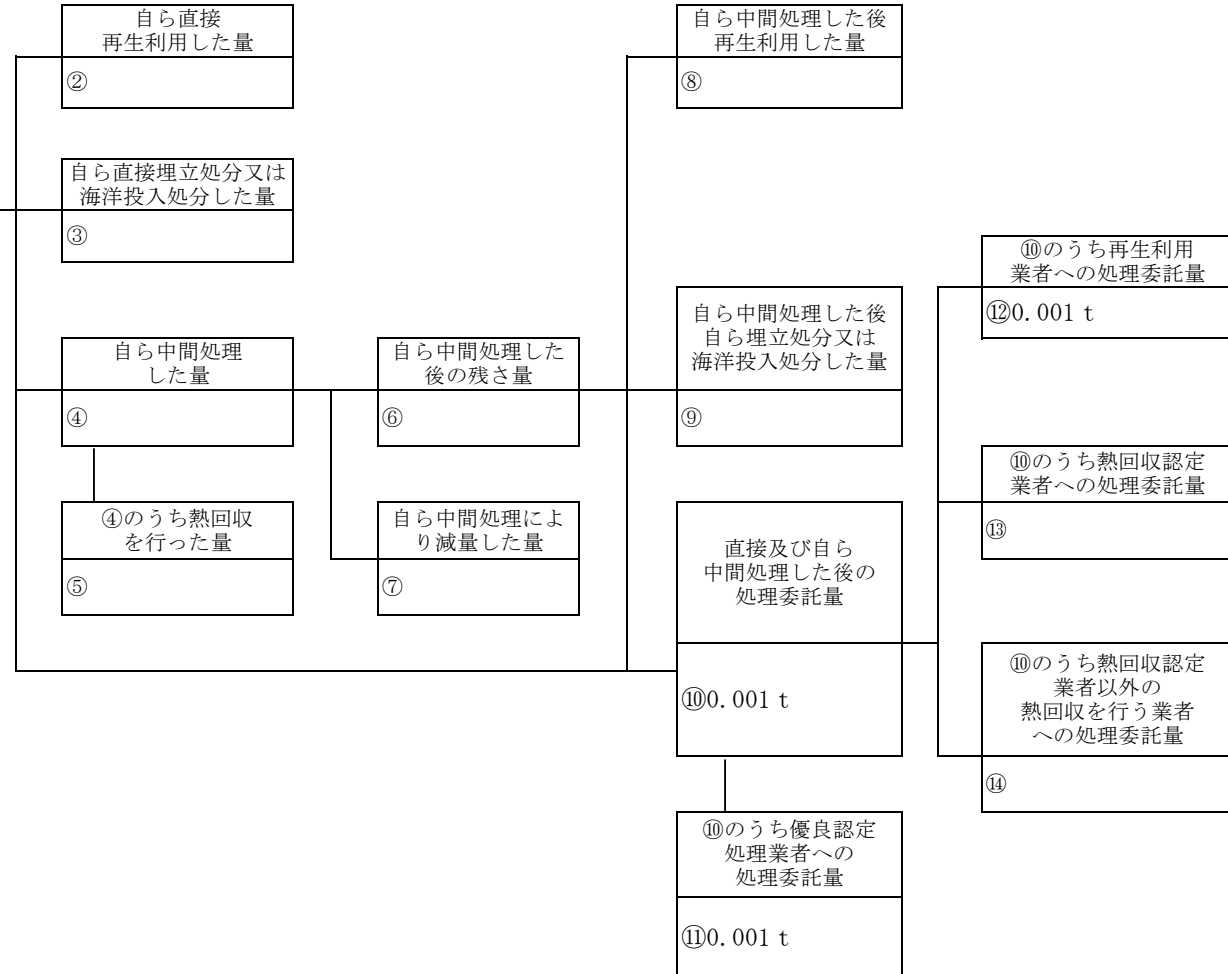 自ら直接
再生利用した量
②
自ら直接埋立処分又は
海洋投入処分した量
③
自ら中間処理
した量
④
④のうち熱回収
を行った量
⑤
自ら中間処理した
後の残さ量
⑥
自ら中間処理によ
り減量した量
⑦
自ら中間処理した後
再生利用した量
⑧
自ら中間処理した後
自ら埋立処分又は
海洋投入処分した量
⑨
直接及び自ら
中間処理した後の
処理委託量
⑩0.001 t
⑩のうち優良認定
処理業者への
処理委託量
⑪0.001 t
⑩のうち再生利用
業者への処理委託量
⑫0.001 t
⑩のうち熱回収認定
業者への処理委託量
⑬
⑩のうち熱回収認定
業者以外の
熱回収を行う業者
への処理委託量
⑭